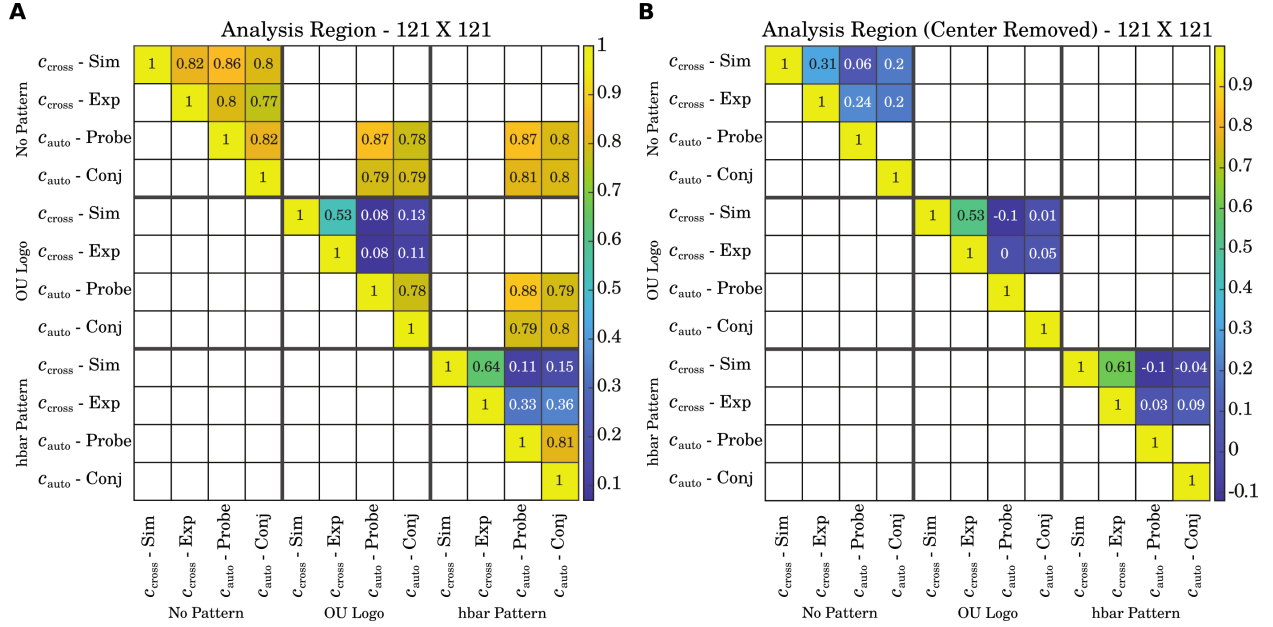 A
Analysis Region - 121 X 121
No Pattern
c_cross - Sim 1 0.82 0.86 0.8
c_cross - Exp 1 0.8 0.77
c_auto - Probe 1 0.82 0.87 0.78 0.87 0.8
c_auto - Conj 1 0.79 0.79 0.81 0.8
OU Logo
c_cross - Sim 1 0.53 0.08 0.13
c_cross - Exp 1 0.08 0.11
c_auto - Probe 1 0.78 0.88 0.79
c_auto - Conj 1 0.79 0.8
hbar Pattern
c_cross - Sim 1 0.64 0.11 0.15
c_cross - Exp 1 0.33 0.36
c_auto - Probe 1 0.81
c_auto - Conj 1
c_cross - Sim
c_cross - Exp
c_auto - Probe
c_auto - Conj
c_cross - Sim
c_cross - Exp
c_auto - Probe
c_auto - Conj
c_cross - Sim
c_cross - Exp
c_auto - Probe
c_auto - Conj
No Pattern OU Logo hbar Pattern
1
0.9
0.8
0.7
0.6
0.5
0.4
0.3
0.2
0.1
B
Analysis Region (Center Removed) - 121 X 121
No Pattern
c_cross - Sim 1 0.31 0.06 0.2
c_cross - Exp 1 0.24 0.2
c_auto - Probe 1
c_auto - Conj 1
OU Logo
c_cross - Sim 1 0.53 -0.1 0.01
c_cross - Exp 1 0 0.05
c_auto - Probe 1
c_auto - Conj 1
hbar Pattern
c_cross - Sim 1 0.61 -0.1 -0.04
c_cross - Exp 1 0.03 0.09
c_auto - Probe 1
c_auto - Conj 1
c_cross - Sim
c_cross - Exp
c_auto - Probe
c_auto - Conj
c_cross - Sim
c_cross - Exp
c_auto - Probe
c_auto - Conj
c_cross - Sim
c_cross - Exp
c_auto - Probe
c_auto - Conj
No Pattern OU Logo hbar Pattern
0.9
0.8
0.7
0.6
0.5
0.4
0.3
0.2
0.1
0
-0.1